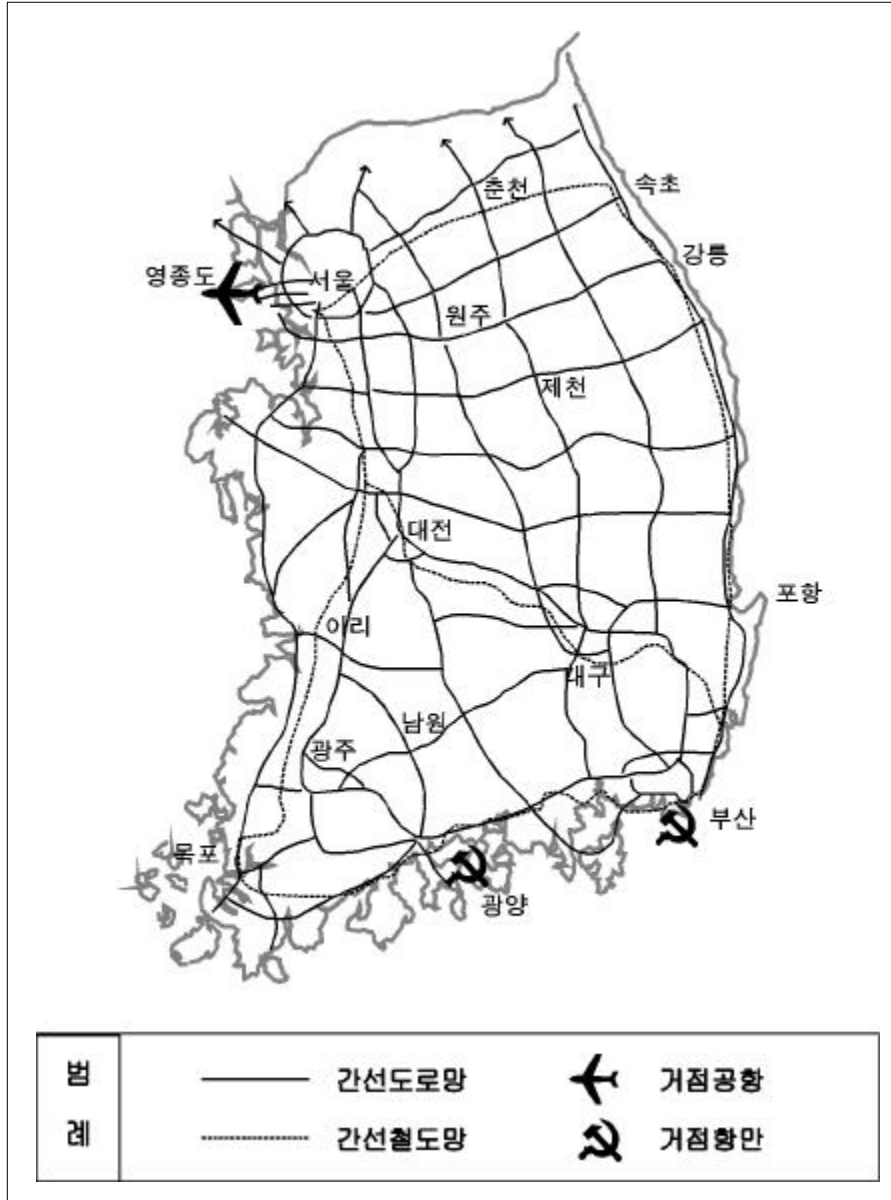 춘천
속초
강릉
영종도
서울
원주
제천
대전
포항
이리
대구
남원
광주
부산
목포
광양
범례
간선도로망
거점공항
간선철도망
거점항만